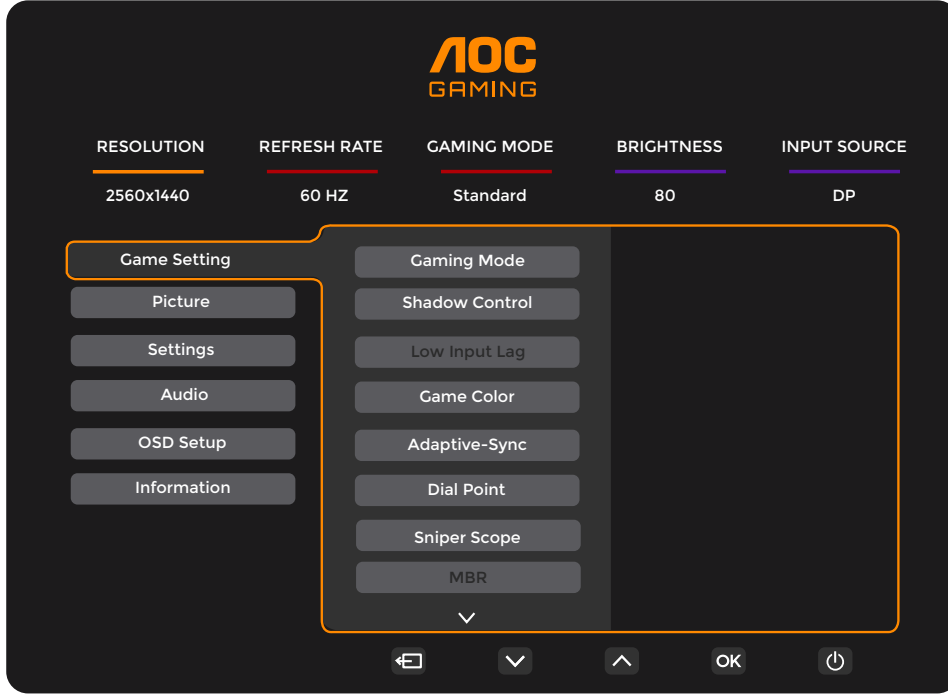 AOC
GAMING
RESOLUTION REFRESH RATE GAMING MODE BRIGHTNESS INPUT SOURCE
2560x1440 60 HZ Standard 80 DP
Game Setting
Picture
Settings
Audio
OSD Setup
Information
Gaming Mode
Shadow Control
Low Input Lag
Game Color
Adaptive-Sync
Dial Point
Sniper Scope
MBR
OK